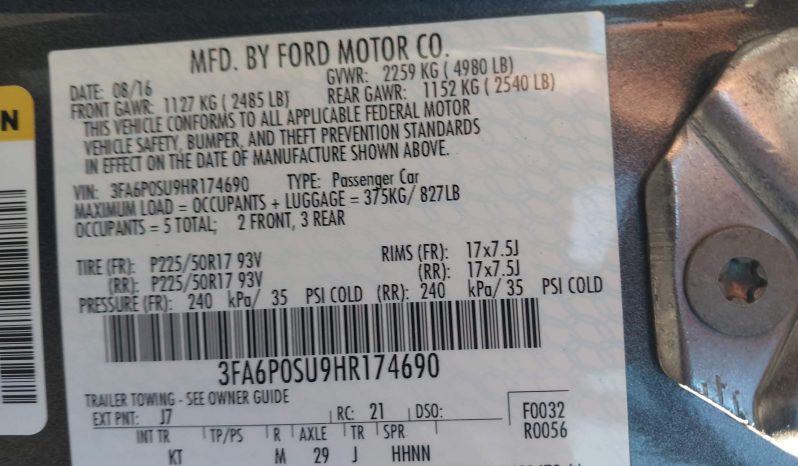 MFD. BY FORD MOTOR CO.
DATE: 08/16 GVWR: 2259 KG ( 4980 LB)
FRONT GAWR: 1127 KG ( 2485 LB) REAR GAWR: 1152 KG ( 2540 LB)
THIS VEHICLE CONFORMS TO ALL APPLICABLE FEDERAL MOTOR
VEHICLE SAFETY, BUMPER, AND THEFT PREVENTION STANDARDS
IN EFFECT ON THE DATE OF MANUFACTURE SHOWN ABOVE.
VIN: 3FA6P0SU9HR174690 TYPE: Passenger Car
MAXIMUM LOAD = OCCUPANTS + LUGGAGE = 375KG/ 827LB
OCCUPANTS = 5 TOTAL; 2 FRONT, 3 REAR
TIRE (FR): P225/50R17 93V RIMS (FR): 17x7.5J
(RR): P225/50R17 93V (RR): 17x7.5J
PRESSURE (FR): 240 kPa/ 35 PSI COLD (RR): 240 kPa/ 35 PSI COLD
3FA6P0SU9HR174690
TRAILER TOWING - SEE OWNER GUIDE
EXT PNT: J7 RC: 21 DSO: F0032
R0056
INT TR TP/PS R AXLE TR SPR
KT M 29 J HHNN
N